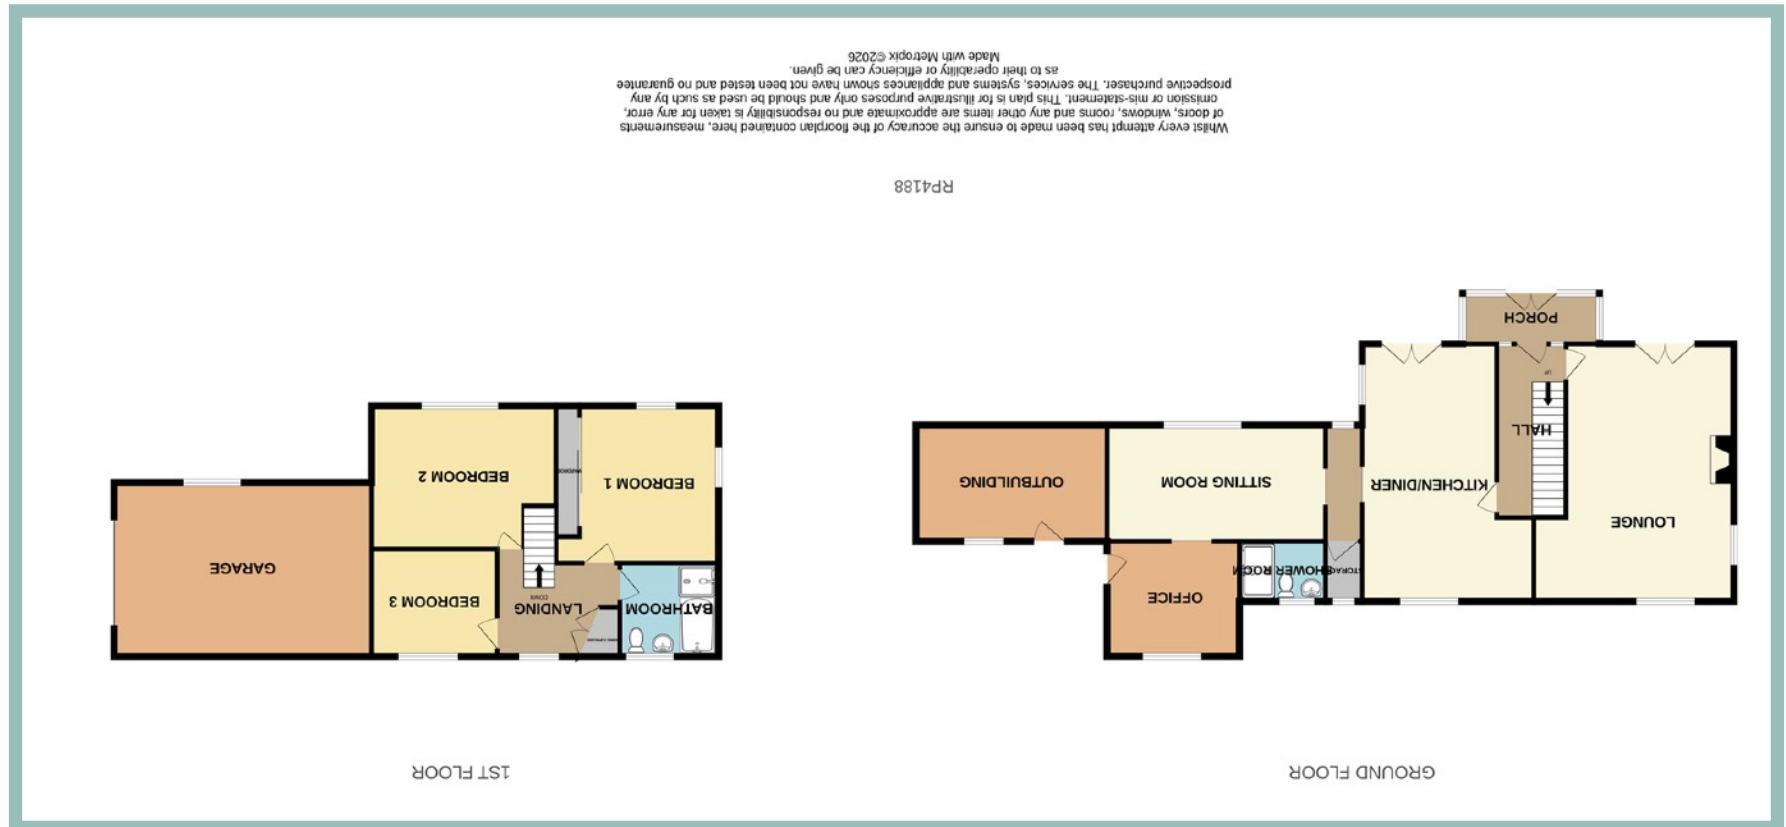 GROUND FLOOR
1ST FLOOR
LOUNGE
HALL
UP
KITCHEN/DINER
PORCH
STORAGE
SHOWER ROOM
OFFICE
SITTING ROOM
OUTBUILDING
BATHROOM
LANDING
DOWN
BEDROOM 3
BEDROOM 1
BEDROOM 2
GARAGE
RP4188
Whilst every attempt has been made to ensure the accuracy of the floorplan contained here, measurements
of doors, windows, rooms and any other items are approximate and no responsibility is taken for any error,
omission or mis-statement. This plan is for illustrative purposes only and should be used as such by any
prospective purchaser. The services, systems and appliances shown have not been tested and no guarantee
as to their operability or efficiency can be given.
Made with Metropix ©2026